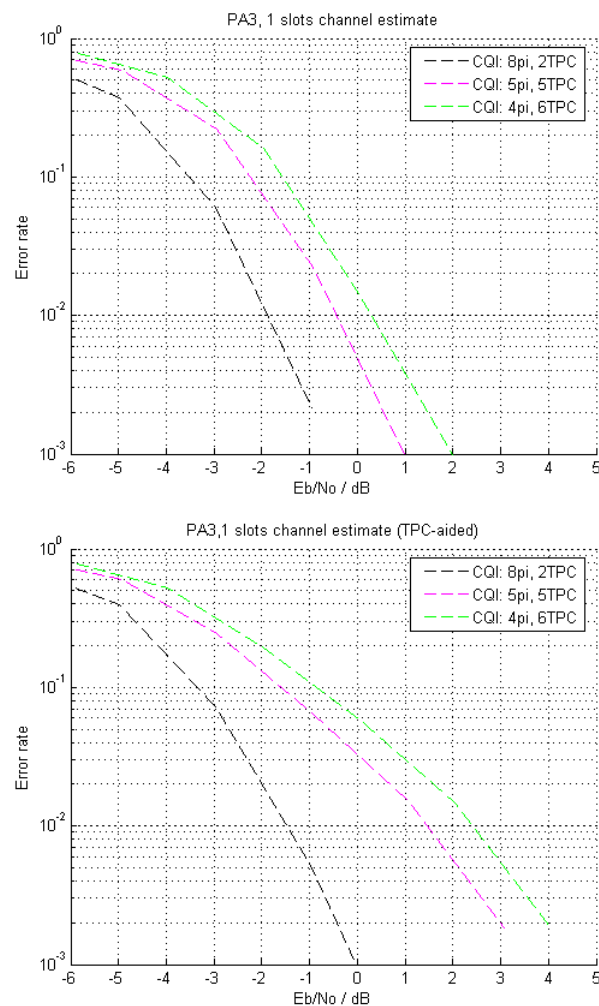 PA3, 1 slots channel estimate
10^0
10^-1
10^-2
10^-3
Error rate
CQI: 8pi, 2TPC
CQI: 5pi, 5TPC
CQI: 4pi, 6TPC
-6 -5 -4 -3 -2 -1 0 1 2 3 4 5
Eb/No / dB
PA3,1 slots channel estimate (TPC-aided)
10^0
10^-1
10^-2
10^-3
Error rate
CQI: 8pi, 2TPC
CQI: 5pi, 5TPC
CQI: 4pi, 6TPC
-6 -5 -4 -3 -2 -1 0 1 2 3 4 5
Eb/No / dB